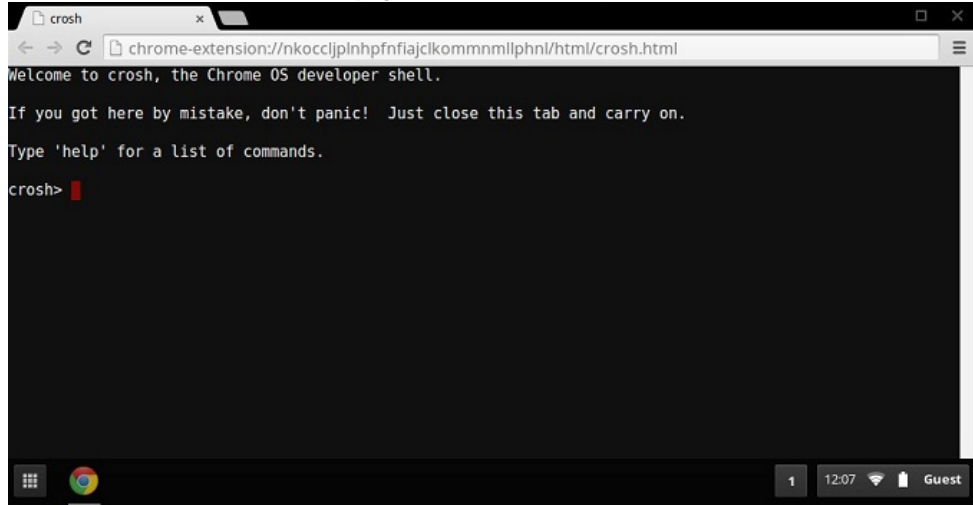 crosh
chrome-extension://nkoccljplnhpfnfiajclkommnmllphnl/html/crosh.html
Welcome to crosh, the Chrome OS developer shell.
If you got here by mistake, don't panic!  Just close this tab and carry on.
Type 'help' for a list of commands.
crosh>
1
12:07
Guest